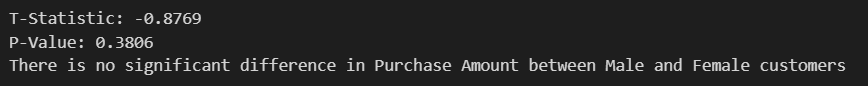 T-Statistic: -0.8769
P-Value: 0.3806
There is no significant difference in Purchase Amount between Male and Female customers